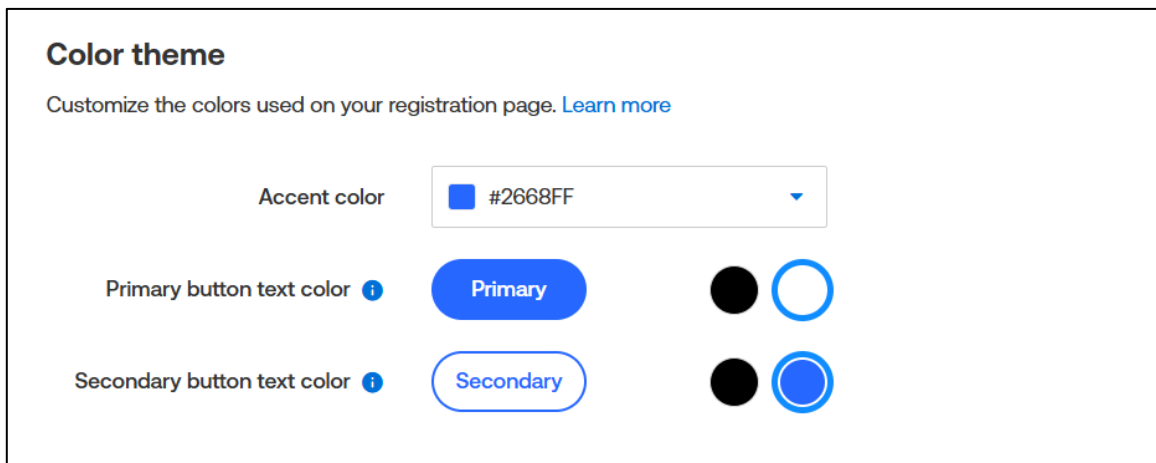 Color theme
Customize the colors used on your registration page. Learn more
Accent color #2668FF
Primary button text color Primary
Secondary button text color Secondary